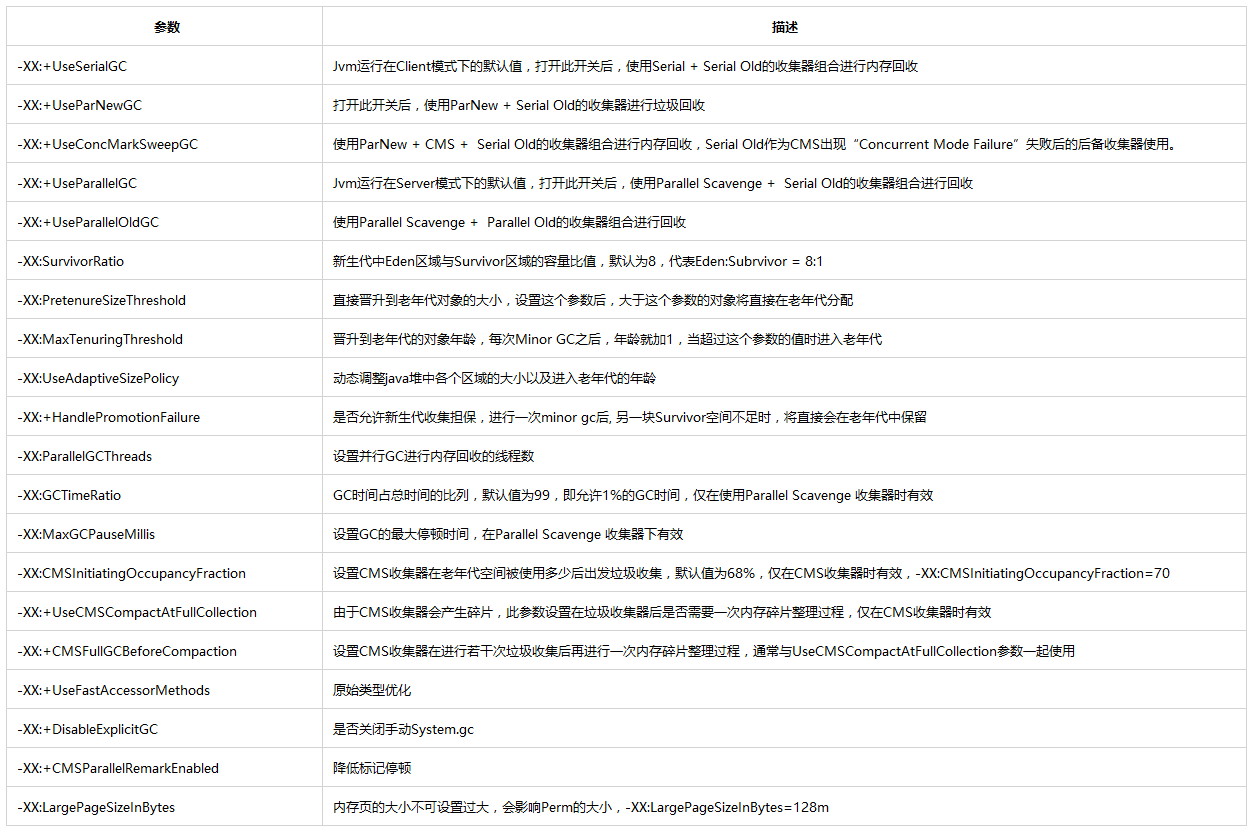 参数 描述
-XX:+UseSerialGC Jvm运行在Client模式下的默认值，打开此开关后，使用Serial + Serial Old的收集器组合进行内存回收
-XX:+UseParNewGC 打开此开关后，使用ParNew + Serial Old的收集器进行垃圾回收
-XX:+UseConcMarkSweepGC 使用ParNew + CMS + Serial Old的收集器组合进行内存回收，Serial Old作为CMS出现“Concurrent Mode Failure”失败后的后备收集器使用。
-XX:+UseParallelGC Jvm运行在Server模式下的默认值，打开此开关后，使用Parallel Scavenge + Serial Old的收集器组合进行回收
-XX:+UseParallelOldGC 使用Parallel Scavenge + Parallel Old的收集器组合进行回收
-XX:SurvivorRatio 新生代中Eden区域与Survivor区域的容量比值，默认为8，代表Eden:Subrvivor = 8:1
-XX:PretenureSizeThreshold 直接晋升到老年代对象的大小，设置这个参数后，大于这个参数的对象将直接在老年代分配
-XX:MaxTenuringThreshold 晋升到老年代的对象年龄，每次Minor GC之后，年龄就加1，当超过这个参数的值时进入老年代
-XX:UseAdaptiveSizePolicy 动态调整java堆中各个区域的大小以及进入老年代的年龄
-XX:+HandlePromotionFailure 是否允许新生代收集担保，进行一次minor gc后, 另一块Survivor空间不足时，将直接会在老年代中保留
-XX:ParallelGCThreads 设置并行GC进行内存回收的线程数
-XX:GCTimeRatio GC时间占总时间的比列，默认值为99，即允许1%的GC时间，仅在使用Parallel Scavenge 收集器时有效
-XX:MaxGCPauseMillis 设置GC的最大停顿时间，在Parallel Scavenge 收集器下有效
-XX:CMSInitiatingOccupancyFraction 设置CMS收集器在老年代空间被使用多少后出发垃圾收集，默认值为68%，仅在CMS收集器时有效，-XX:CMSInitiatingOccupancyFraction=70
-XX:+UseCMSCompactAtFullCollection 由于CMS收集器会产生碎片，此参数设置在垃圾收集器后是否需要一次内存碎片整理过程，仅在CMS收集器时有效
-XX:+CMSFullGCBeforeCompaction 设置CMS收集器在进行若干次垃圾收集后再进行一次内存碎片整理过程，通常与UseCMSCompactAtFullCollection参数一起使用
-XX:+UseFastAccessorMethods 原始类型优化
-XX:+DisableExplicitGC 是否关闭手动System.gc
-XX:+CMSParallelRemarkEnabled 降低标记停顿
-XX:LargePageSizeInBytes 内存页的大小不可设置过大，会影响Perm的大小，-XX:LargePageSizeInBytes=128m